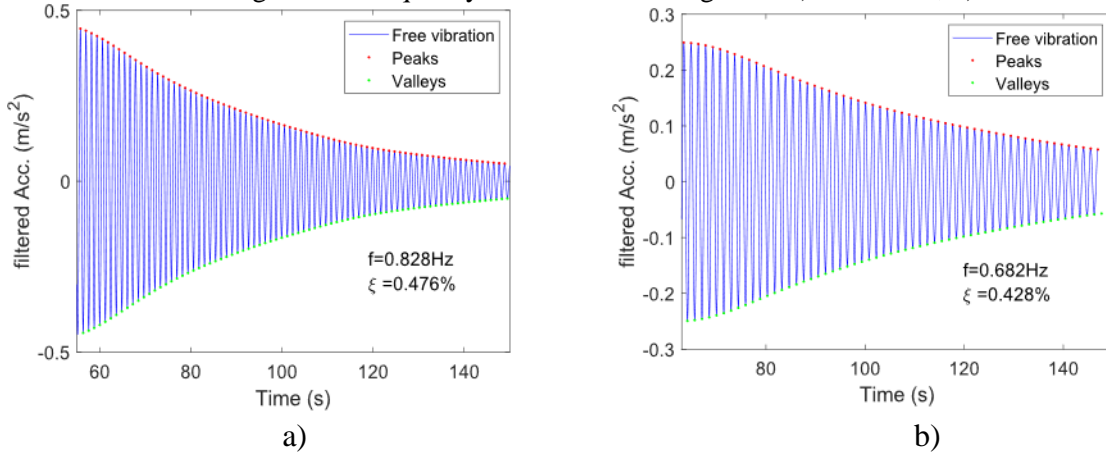 0.5
0
-0.5
filtered Acc. (m/s²)
60 80 100 120 140
Time (s)
Free vibration
Peaks
Valleys
f=0.828Hz
ξ =0.476%
a)
0.3
0.2
0.1
0
-0.1
-0.2
-0.3
filtered Acc. (m/s²)
80 100 120 140
Time (s)
Free vibration
Peaks
Valleys
f=0.682Hz
ξ =0.428%
b)